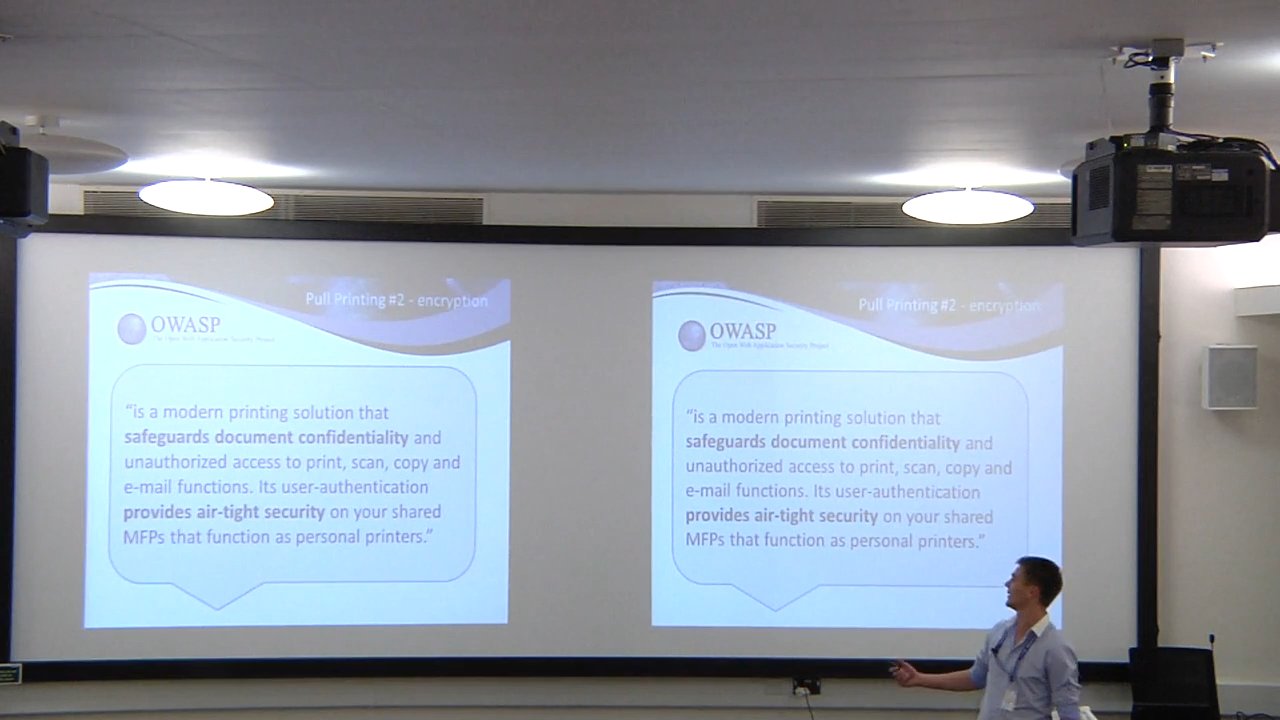 Pull Printing #2 - encryption
OWASP
The Open Web Application Security Project
“is a modern printing solution that
safeguards document confidentiality and
unauthorized access to print, scan, copy and
e-mail functions. Its user-authentication
provides air-tight security on your shared
MFPs that function as personal printers.”
Pull Printing #2 - encryption
OWASP
The Open Web Application Security Project
“is a modern printing solution that
safeguards document confidentiality and
unauthorized access to print, scan, copy and
e-mail functions. Its user-authentication
provides air-tight security on your shared
MFPs that function as personal printers.”